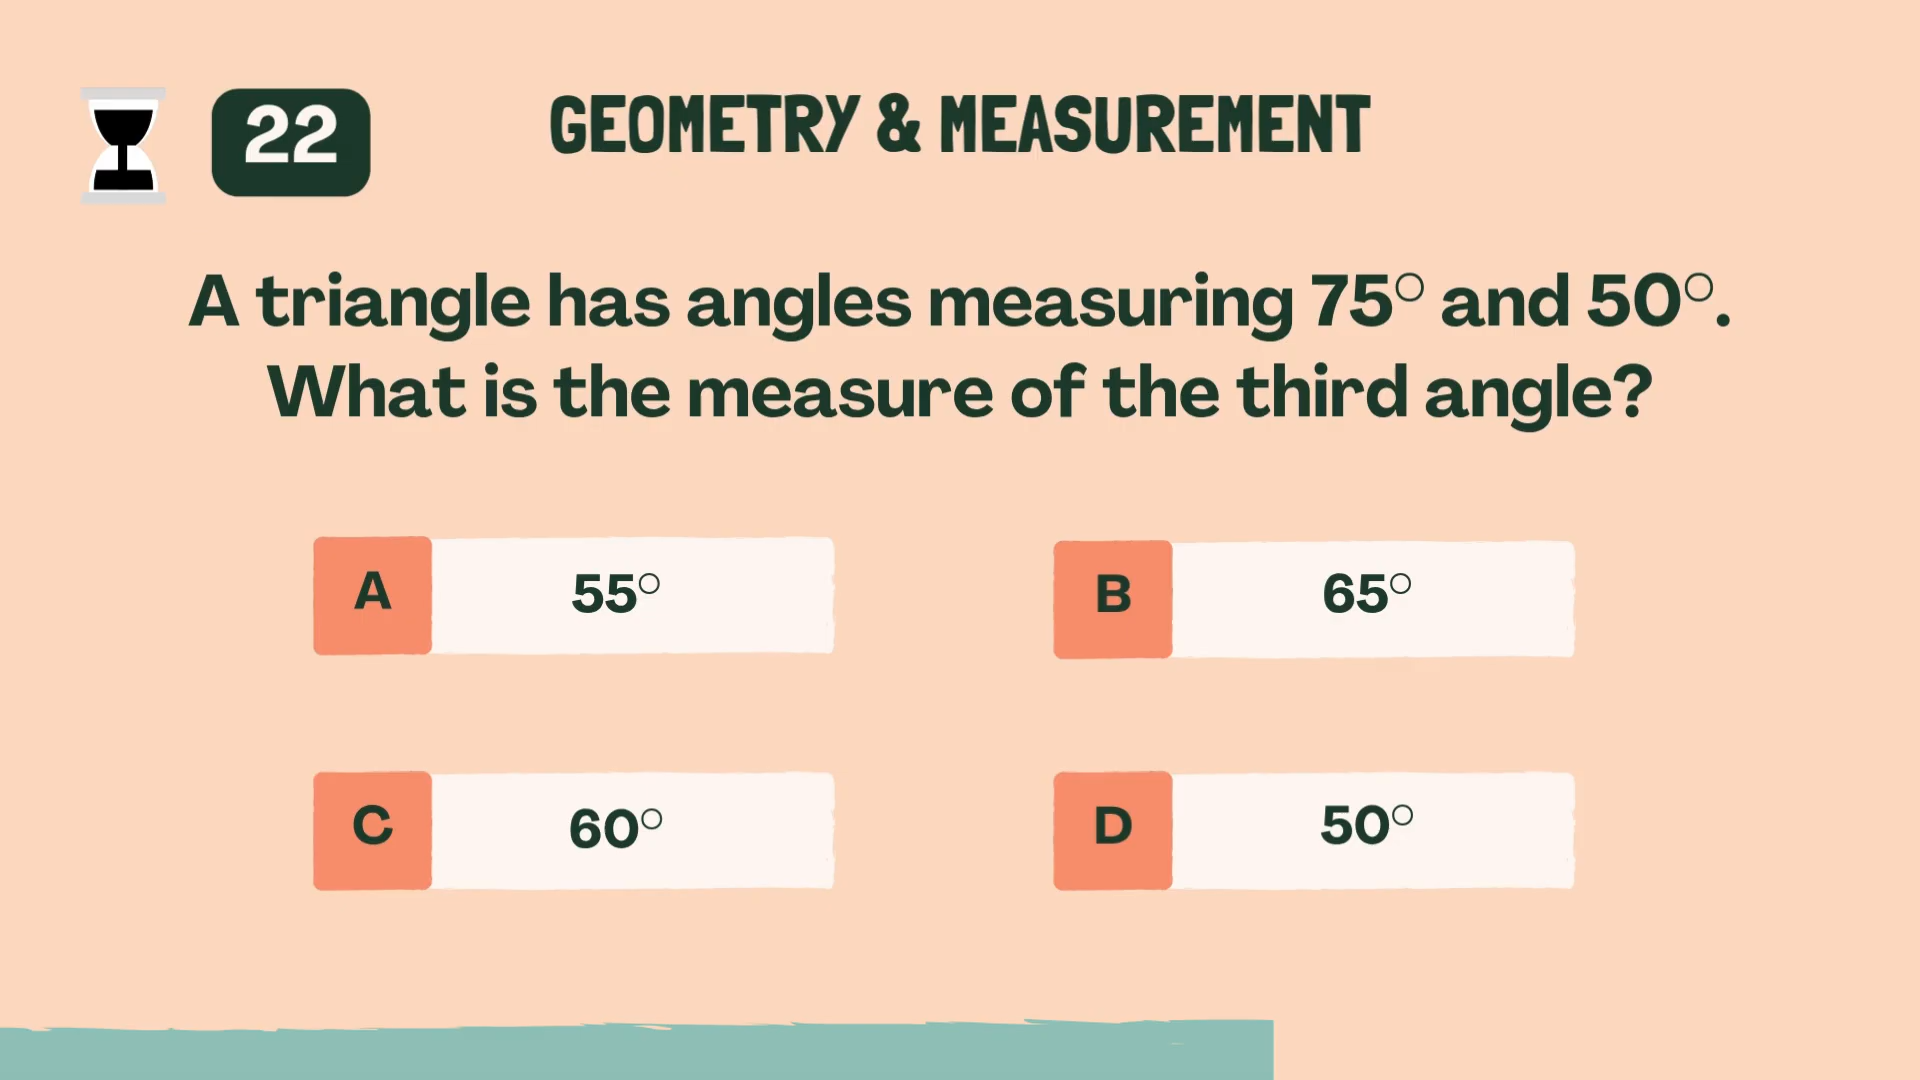 22
GEOMETRY & MEASUREMENT
A triangle has angles measuring 75° and 50°.
What is the measure of the third angle?
A 55°
B 65°
C 60°
D 50°